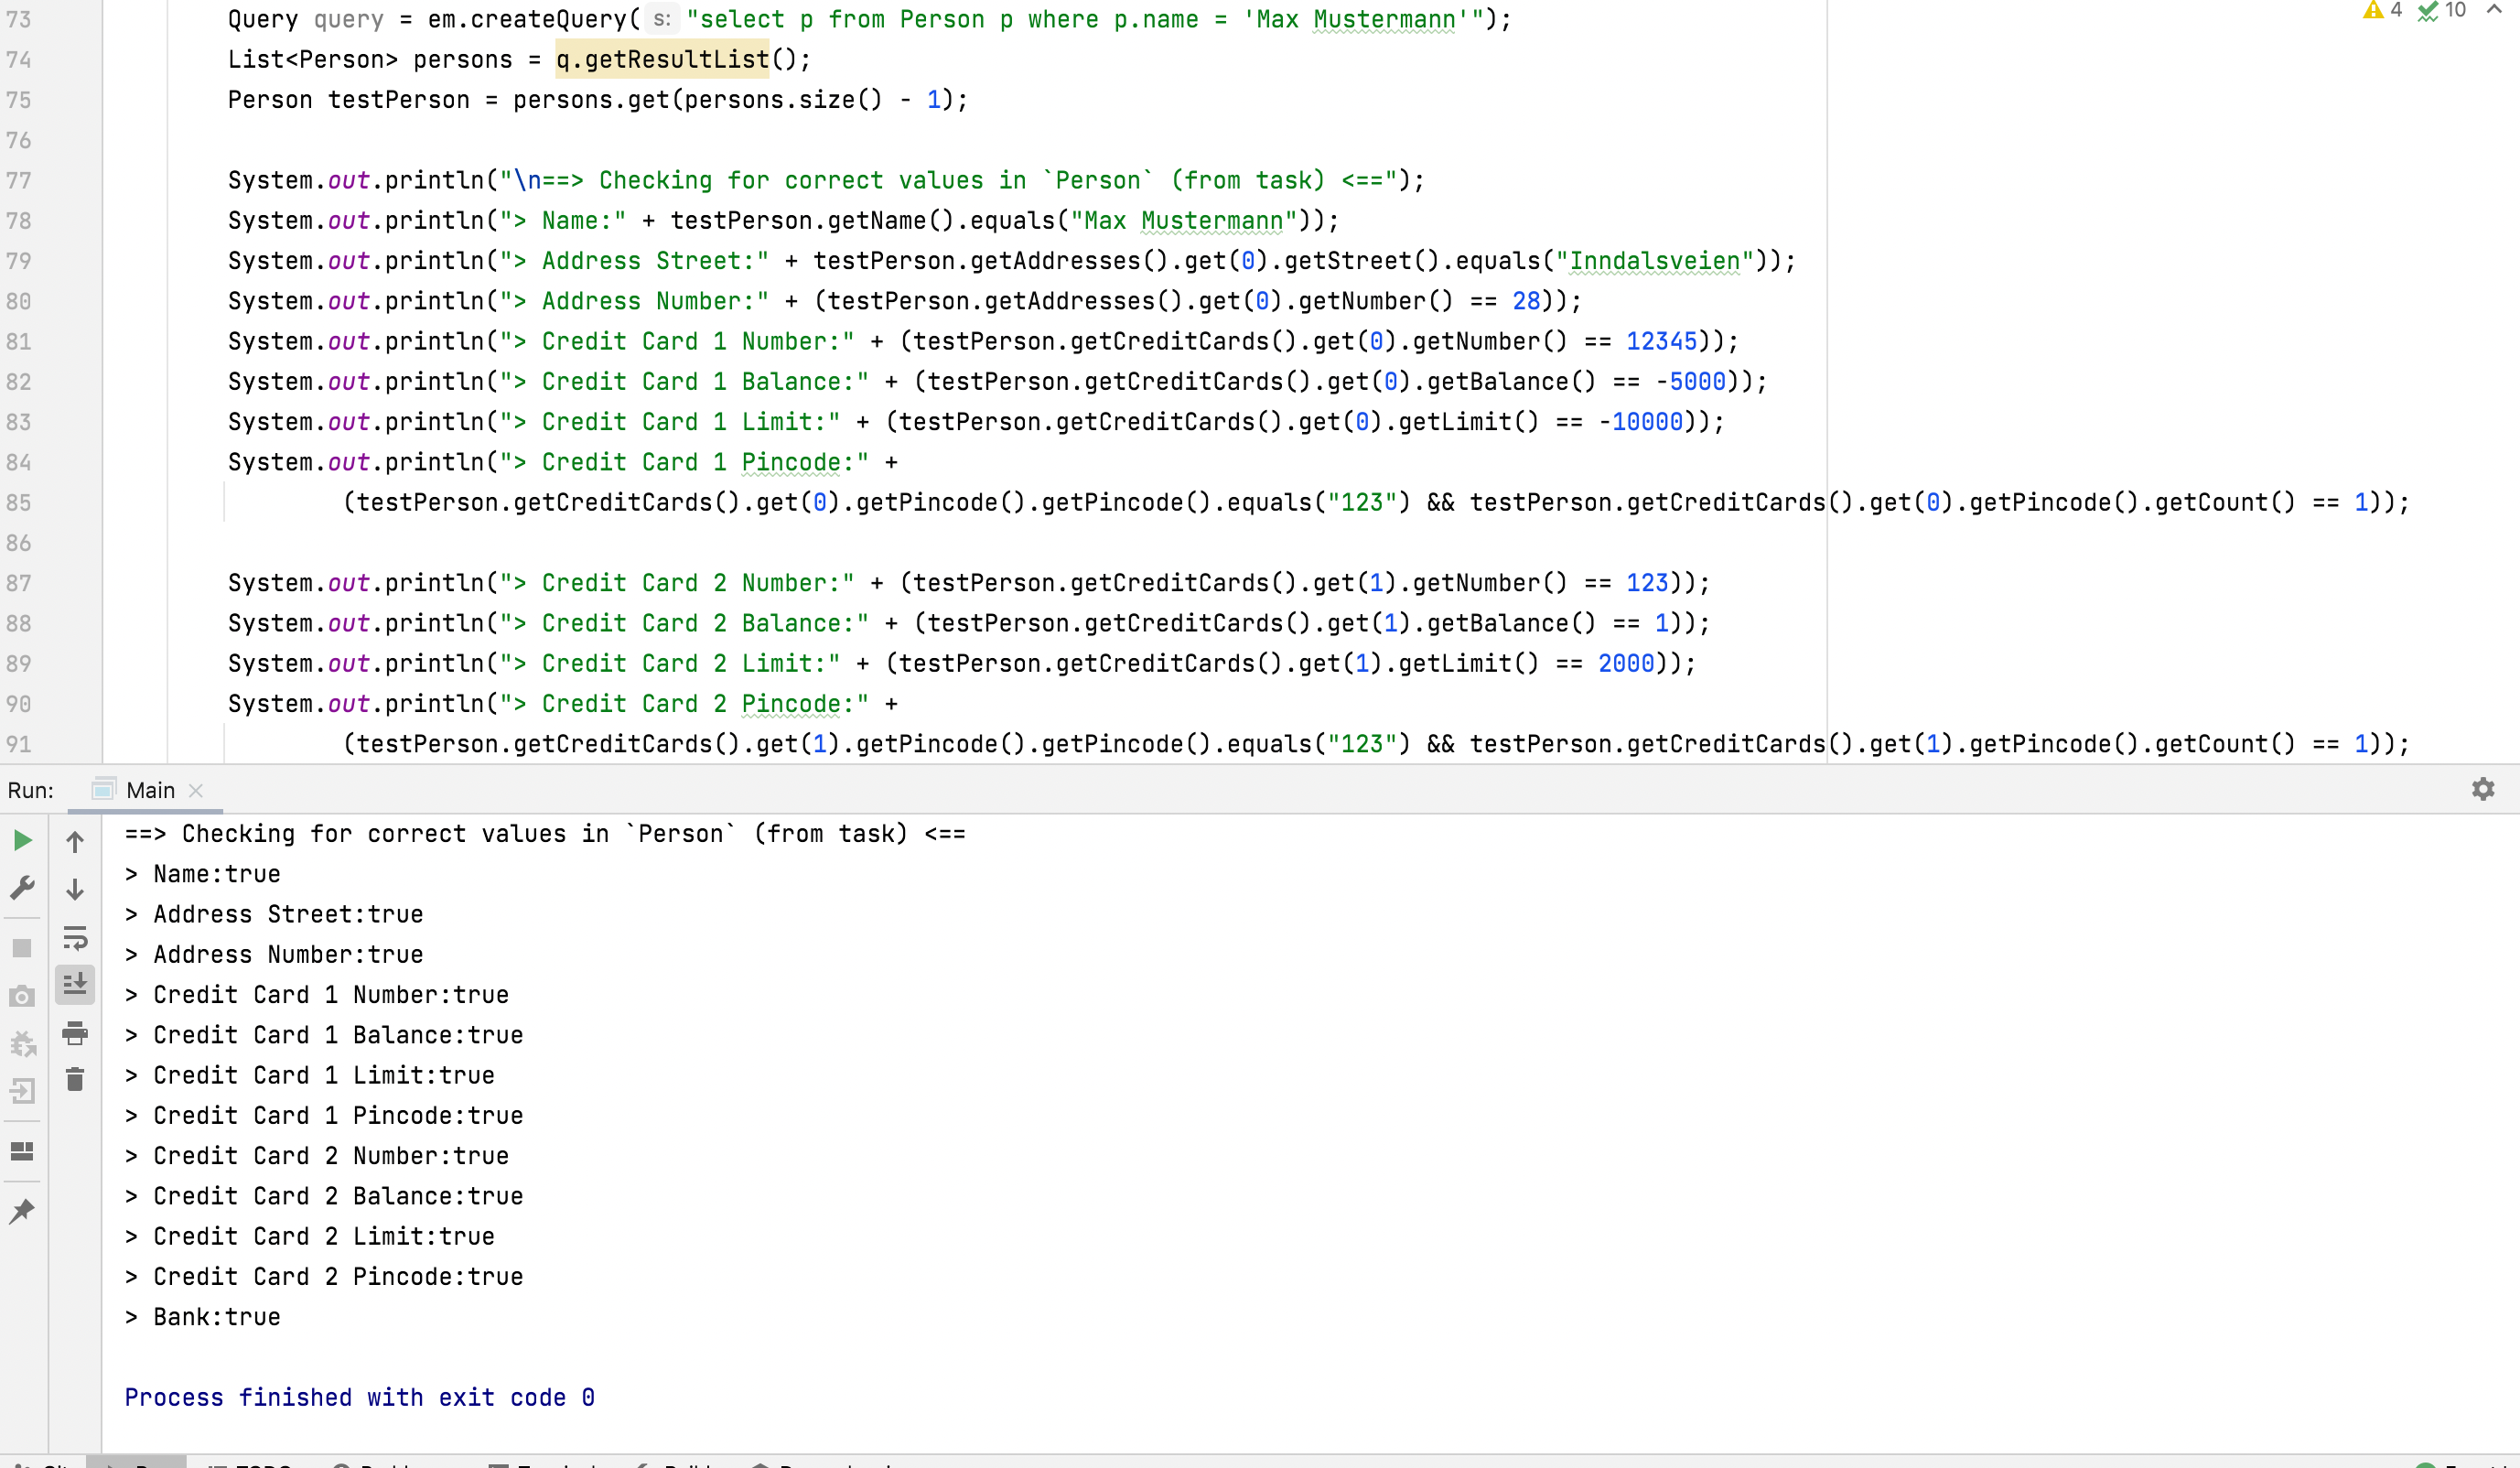 73 Query query = em.createQuery( s: "select p from Person p where p.name = 'Max Mustermann'");
4 10
74 List<Person> persons = q.getResultList();
75 Person testPerson = persons.get(persons.size() - 1);
76
77 System.out.println("\n==> Checking for correct values in `Person` (from task) <==");
78 System.out.println("> Name:" + testPerson.getName().equals("Max Mustermann"));
79 System.out.println("> Address Street:" + testPerson.getAddresses().get(0).getStreet().equals("Inndalsveien"));
80 System.out.println("> Address Number:" + (testPerson.getAddresses().get(0).getNumber() == 28));
81 System.out.println("> Credit Card 1 Number:" + (testPerson.getCreditCards().get(0).getNumber() == 12345));
82 System.out.println("> Credit Card 1 Balance:" + (testPerson.getCreditCards().get(0).getBalance() == -5000));
83 System.out.println("> Credit Card 1 Limit:" + (testPerson.getCreditCards().get(0).getLimit() == -10000));
84 System.out.println("> Credit Card 1 Pincode:" +
85 (testPerson.getCreditCards().get(0).getPincode().getPincode().equals("123") && testPerson.getCreditCards().get(0).getPincode().getCount() == 1));
86
87 System.out.println("> Credit Card 2 Number:" + (testPerson.getCreditCards().get(1).getNumber() == 123));
88 System.out.println("> Credit Card 2 Balance:" + (testPerson.getCreditCards().get(1).getBalance() == 1));
89 System.out.println("> Credit Card 2 Limit:" + (testPerson.getCreditCards().get(1).getLimit() == 2000));
90 System.out.println("> Credit Card 2 Pincode:" +
91 (testPerson.getCreditCards().get(1).getPincode().getPincode().equals("123") && testPerson.getCreditCards().get(1).getPincode().getCount() == 1));
Run: Main
==> Checking for correct values in `Person` (from task) <==
> Name:true
> Address Street:true
> Address Number:true
> Credit Card 1 Number:true
> Credit Card 1 Balance:true
> Credit Card 1 Limit:true
> Credit Card 1 Pincode:true
> Credit Card 2 Number:true
> Credit Card 2 Balance:true
> Credit Card 2 Limit:true
> Credit Card 2 Pincode:true
> Bank:true
Process finished with exit code 0